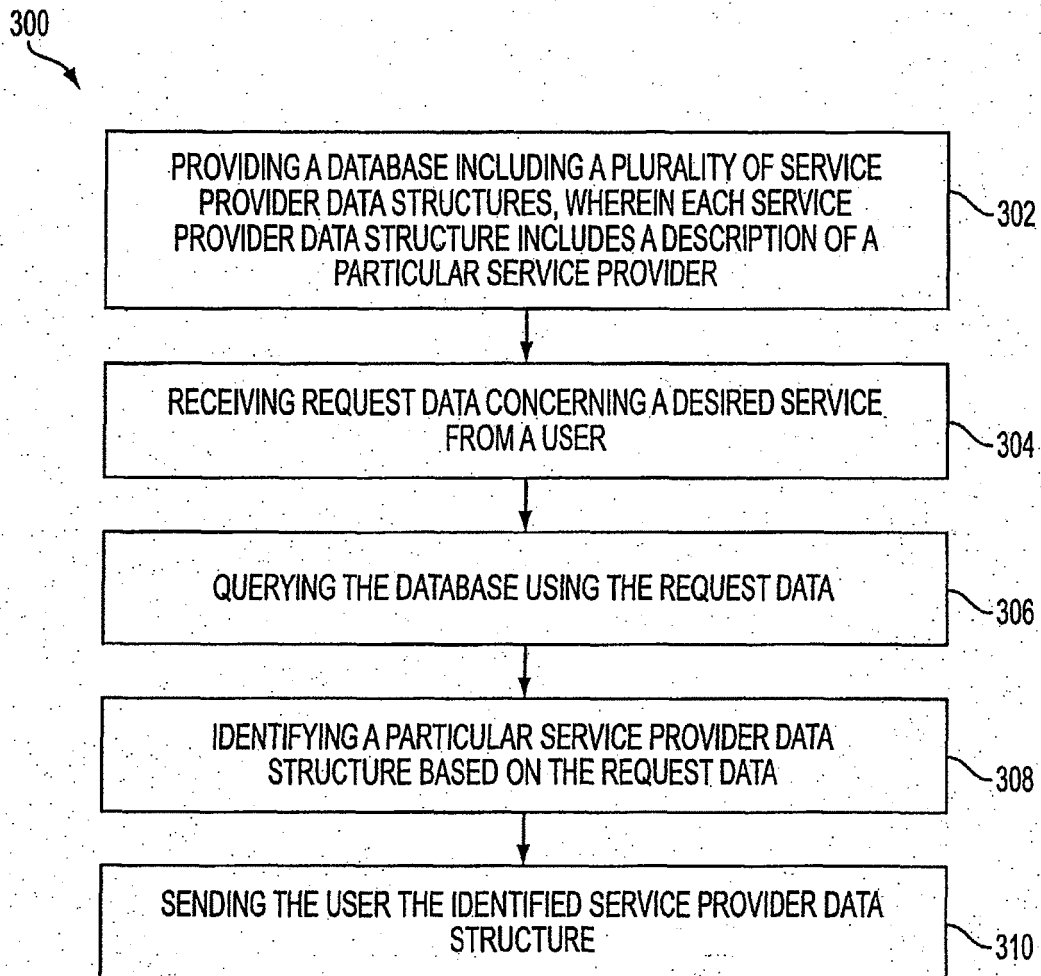 300
PROVIDING A DATABASE INCLUDING A PLURALITY OF SERVICE
PROVIDER DATA STRUCTURES, WHEREIN EACH SERVICE
PROVIDER DATA STRUCTURE INCLUDES A DESCRIPTION OF A
PARTICULAR SERVICE PROVIDER
302
RECEIVING REQUEST DATA CONCERNING A DESIRED SERVICE
FROM A USER
304
QUERYING THE DATABASE USING THE REQUEST DATA
306
IDENTIFYING A PARTICULAR SERVICE PROVIDER DATA
STRUCTURE BASED ON THE REQUEST DATA
308
SENDING THE USER THE IDENTIFIED SERVICE PROVIDER DATA
STRUCTURE
310